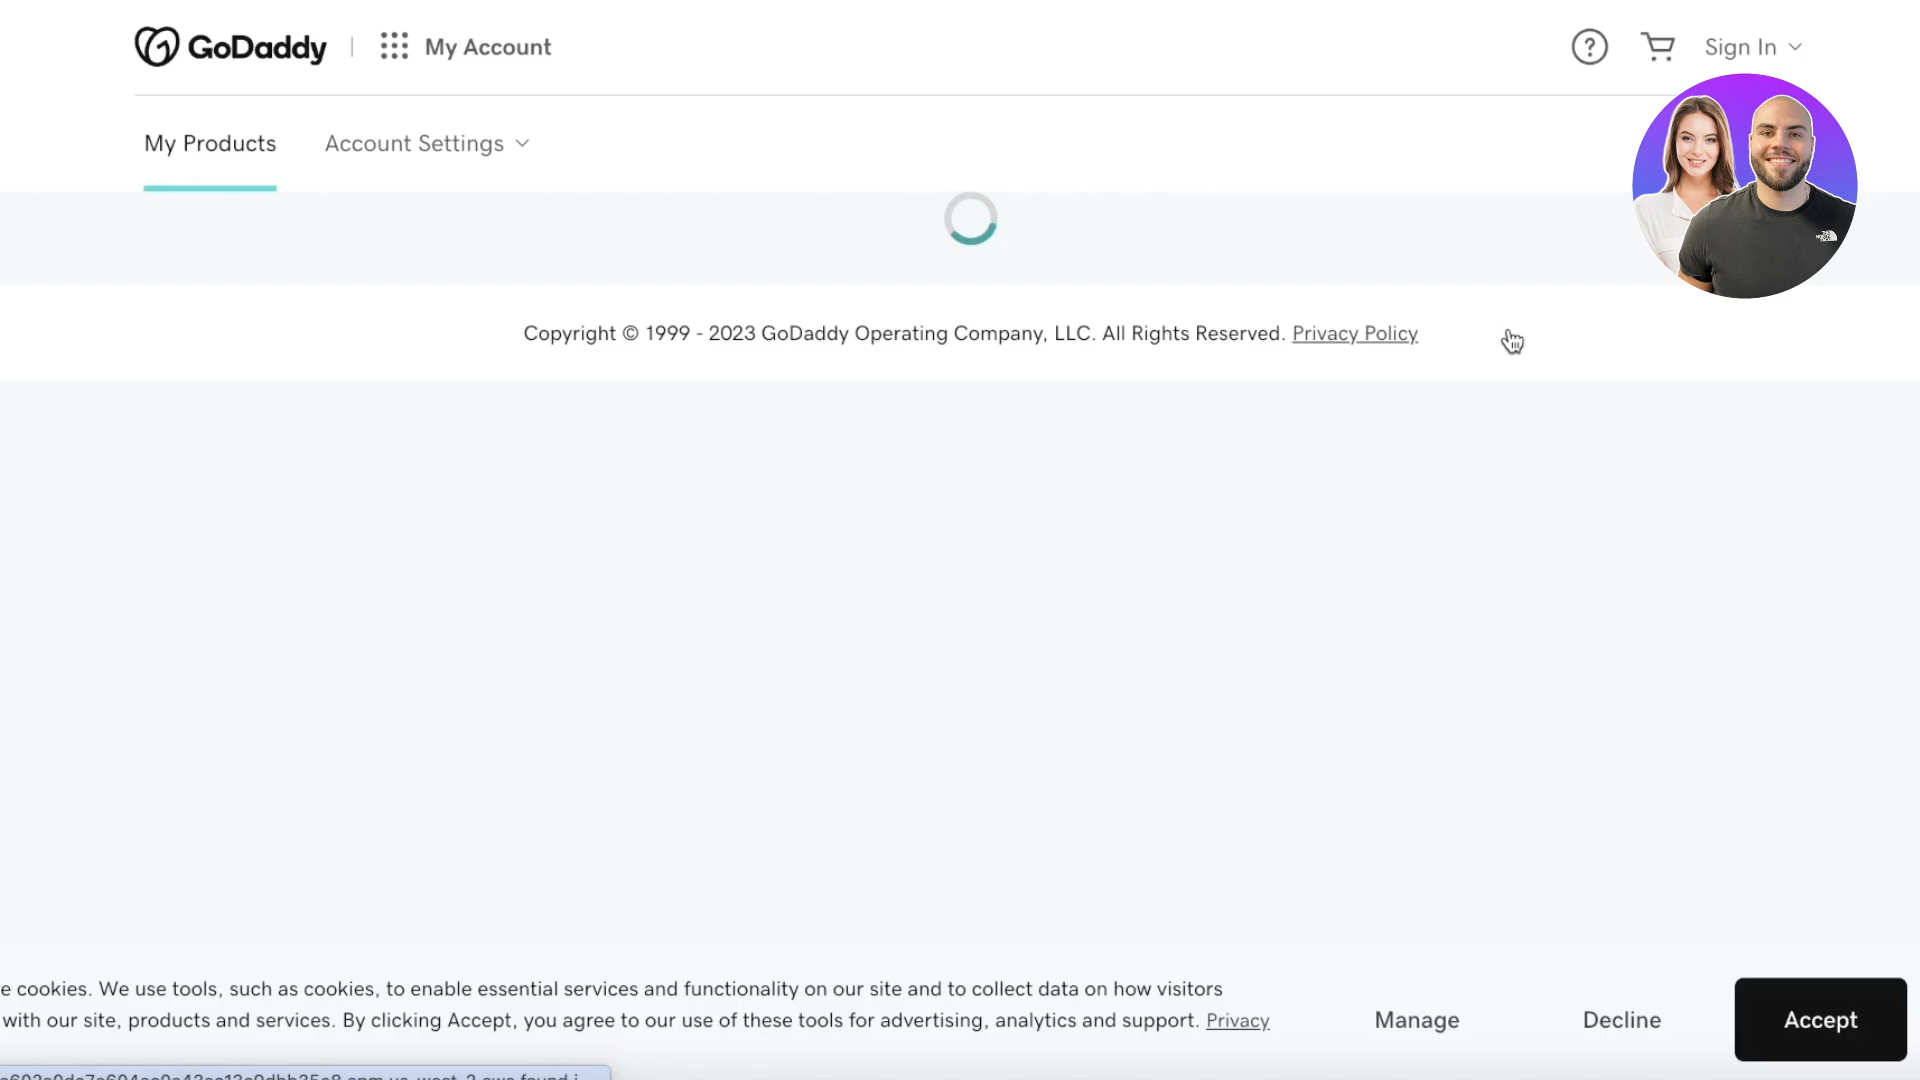 GoDaddy
My Account
Sign In
My Products
Account Settings
THE NORTH FACE
Copyright © 1999 - 2023 GoDaddy Operating Company, LLC. All Rights Reserved. Privacy Policy
e cookies. We use tools, such as cookies, to enable essential services and functionality on our site and to collect data on how visitors
with our site, products and services. By clicking Accept, you agree to our use of these tools for advertising, analytics and support. Privacy
Manage
Decline
Accept